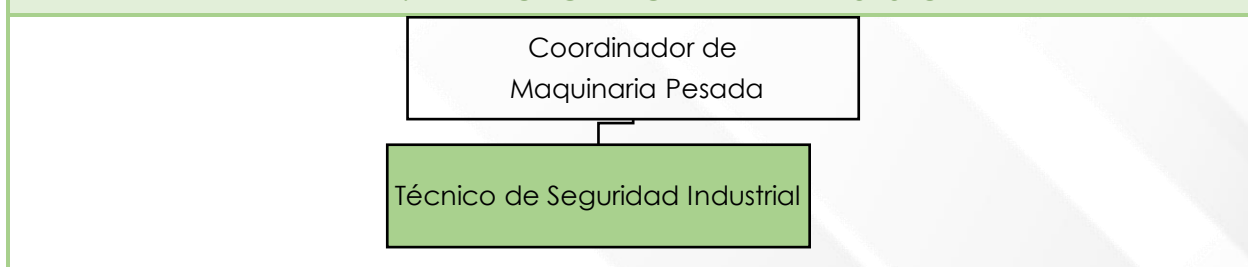 Coordinador de
Maquinaria Pesada
Técnico de Seguridad Industrial